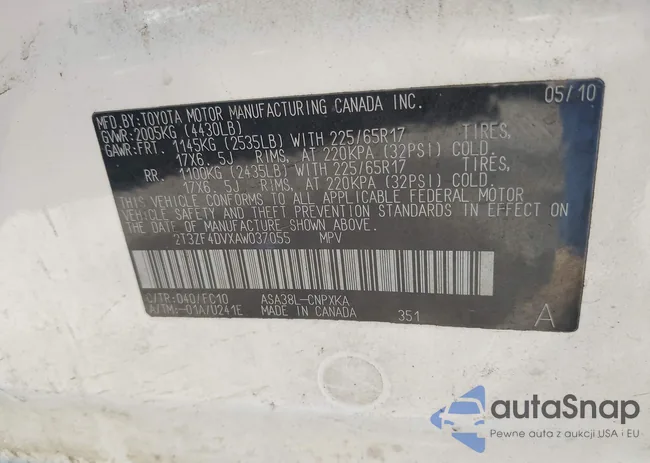 MFD.BY:TOYOTA MOTOR MANUFACTURING CANADA INC. 05/10
GVWR:2005KG (4430LB)
GAWR:FRT. 1145KG (2535LB) WITH 225/65R17 TIRES,
17X6.5J RIMS, AT 220KPA (32PSI) COLD.
RR. 1100KG (2435LB) WITH 225/65R17 TIRES,
17X6.5J RIMS, AT 220KPA (32PSI) COLD.
THIS VEHICLE CONFORMS TO ALL APPLICABLE FEDERAL MOTOR
VEHICLE SAFETY AND THEFT PREVENTION STANDARDS IN EFFECT ON
THE DATE OF MANUFACTURE SHOWN ABOVE.
2T3ZF4DVXAW037055 MPV
C/TR:040/FC10 ASA38L-CNPXKA
A/TM:-01A/U241E MADE IN CANADA 351 A
autoSnap
Pewne auta z aukcji USA i EU